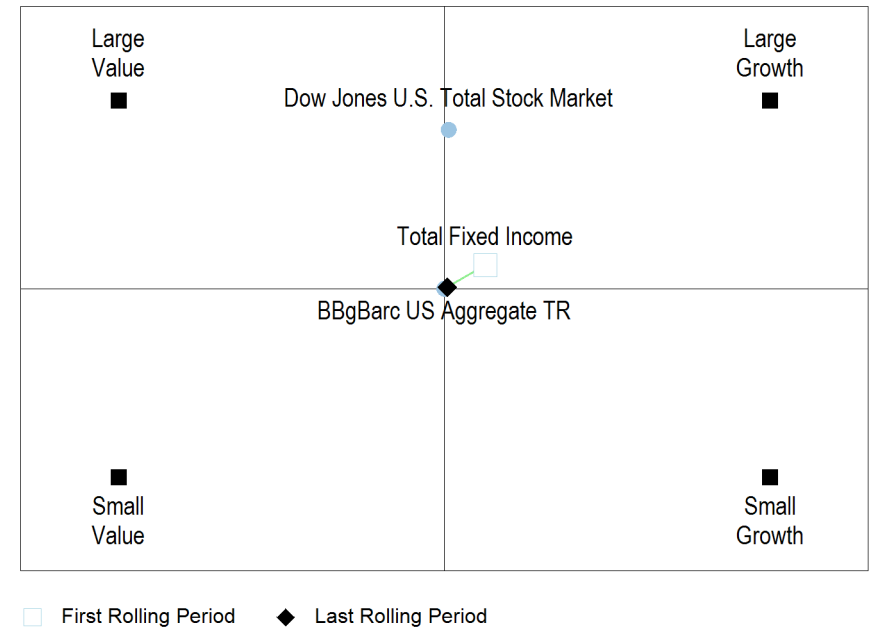 Large
Value
Large
Growth
Dow Jones U.S. Total Stock Market
Total Fixed Income
BBgBarc US Aggregate TR
Small
Value
Small
Growth
First Rolling Period
Last Rolling Period